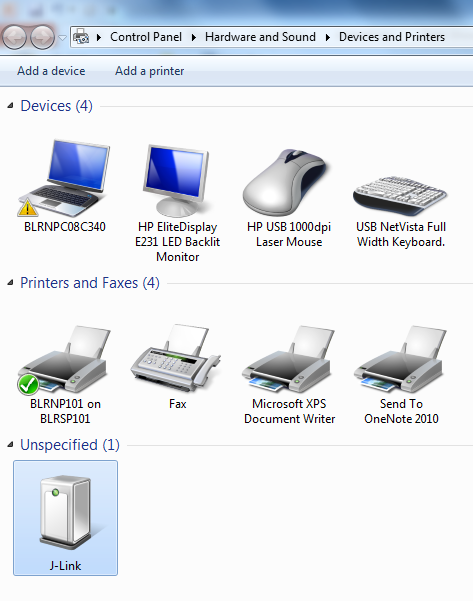 Control Panel Hardware and Sound Devices and Printers
Add a device Add a printer
Devices (4)
BLRNPC08C340
HP EliteDisplay
E231 LED Backlit
Monitor
HP USB 1000dpi
Laser Mouse
USB NetVista Full
Width Keyboard.
Printers and Faxes (4)
BLRNP101 on
BLRSP101
Fax
Microsoft XPS
Document Writer
Send To
OneNote 2010
Unspecified (1)
J-Link